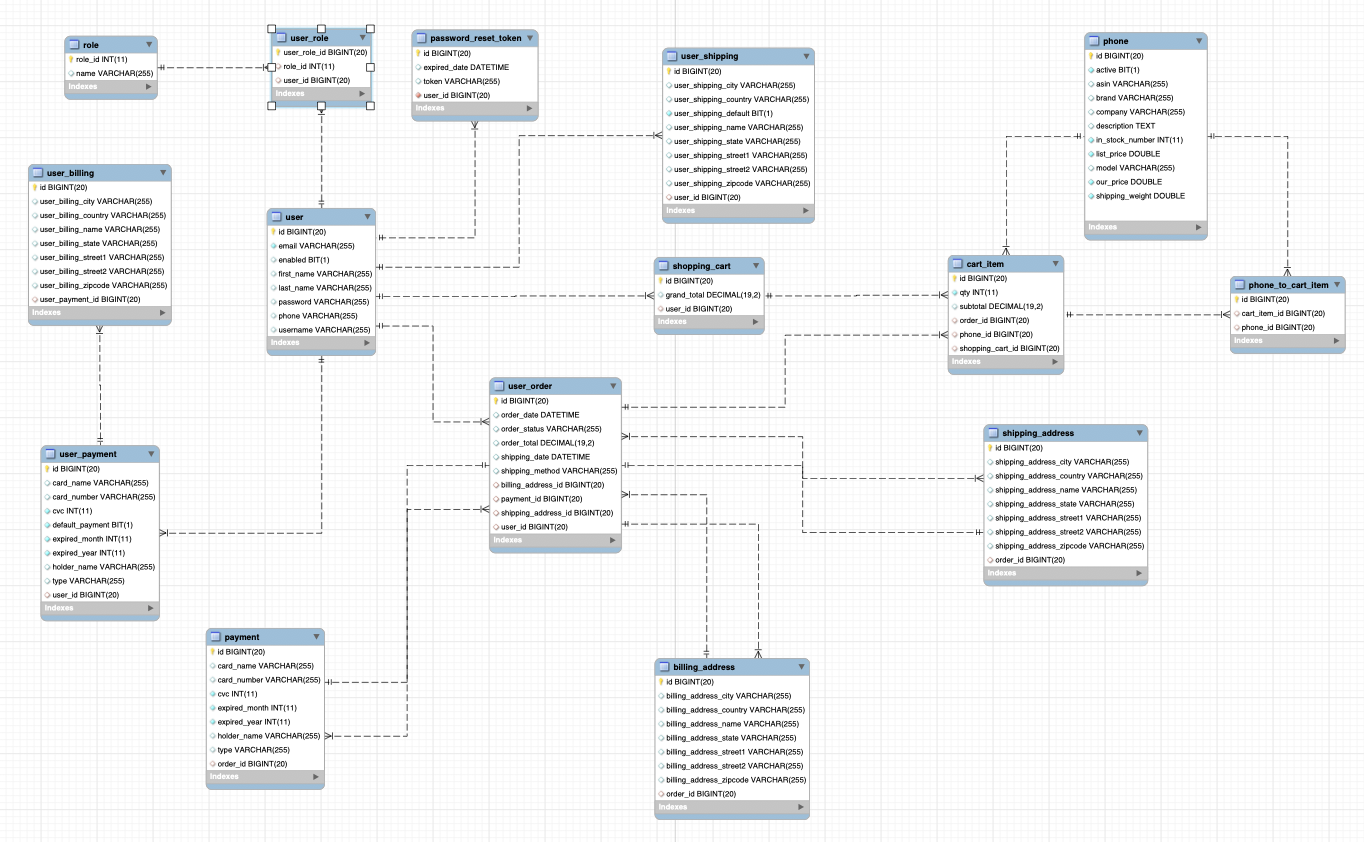 role
role_id INT(11)
name VARCHAR(255)
Indexes
user_role
user_role_id BIGINT(20)
role_id INT(11)
user_id BIGINT(20)
Indexes
password_reset_token
id BIGINT(20)
expired_date DATETIME
token VARCHAR(255)
user_id BIGINT(20)
Indexes
user_shipping
id BIGINT(20)
user_shipping_city VARCHAR(255)
user_shipping_country VARCHAR(255)
user_shipping_default BIT(1)
user_shipping_name VARCHAR(255)
user_shipping_state VARCHAR(255)
user_shipping_street1 VARCHAR(255)
user_shipping_street2 VARCHAR(255)
user_shipping_zipcode VARCHAR(255)
user_id BIGINT(20)
Indexes
phone
id BIGINT(20)
active BIT(1)
asin VARCHAR(255)
brand VARCHAR(255)
company VARCHAR(255)
description TEXT
in_stock_number INT(11)
list_price DOUBLE
model VARCHAR(255)
our_price DOUBLE
shipping_weight DOUBLE
Indexes
user_billing
id BIGINT(20)
user_billing_city VARCHAR(255)
user_billing_country VARCHAR(255)
user_billing_name VARCHAR(255)
user_billing_state VARCHAR(255)
user_billing_street1 VARCHAR(255)
user_billing_street2 VARCHAR(255)
user_billing_zipcode VARCHAR(255)
user_payment_id BIGINT(20)
Indexes
user
id BIGINT(20)
email VARCHAR(255)
enabled BIT(1)
first_name VARCHAR(255)
last_name VARCHAR(255)
password VARCHAR(255)
phone VARCHAR(255)
username VARCHAR(255)
Indexes
shopping_cart
id BIGINT(20)
grand_total DECIMAL(19,2)
user_id BIGINT(20)
Indexes
cart_item
id BIGINT(20)
qty INT(11)
subtotal DECIMAL(19,2)
order_id BIGINT(20)
phone_id BIGINT(20)
shopping_cart_id BIGINT(20)
Indexes
phone_to_cart_item
id BIGINT(20)
cart_item_id BIGINT(20)
phone_id BIGINT(20)
Indexes
user_order
id BIGINT(20)
order_date DATETIME
order_status VARCHAR(255)
order_total DECIMAL(19,2)
shipping_date DATETIME
shipping_method VARCHAR(255)
billing_address_id BIGINT(20)
payment_id BIGINT(20)
shipping_address_id BIGINT(20)
user_id BIGINT(20)
Indexes
shipping_address
id BIGINT(20)
shipping_address_city VARCHAR(255)
shipping_address_country VARCHAR(255)
shipping_address_name VARCHAR(255)
shipping_address_state VARCHAR(255)
shipping_address_street1 VARCHAR(255)
shipping_address_street2 VARCHAR(255)
shipping_address_zipcode VARCHAR(255)
order_id BIGINT(20)
Indexes
user_payment
id BIGINT(20)
card_name VARCHAR(255)
card_number VARCHAR(255)
cvc INT(11)
default_payment BIT(1)
expired_month INT(11)
expired_year INT(11)
holder_name VARCHAR(255)
type VARCHAR(255)
user_id BIGINT(20)
Indexes
payment
id BIGINT(20)
card_name VARCHAR(255)
card_number VARCHAR(255)
cvc INT(11)
expired_month INT(11)
expired_year INT(11)
holder_name VARCHAR(255)
type VARCHAR(255)
order_id BIGINT(20)
Indexes
billing_address
id BIGINT(20)
billing_address_city VARCHAR(255)
billing_address_country VARCHAR(255)
billing_address_name VARCHAR(255)
billing_address_state VARCHAR(255)
billing_address_street1 VARCHAR(255)
billing_address_street2 VARCHAR(255)
billing_address_zipcode VARCHAR(255)
order_id BIGINT(20)
Indexes